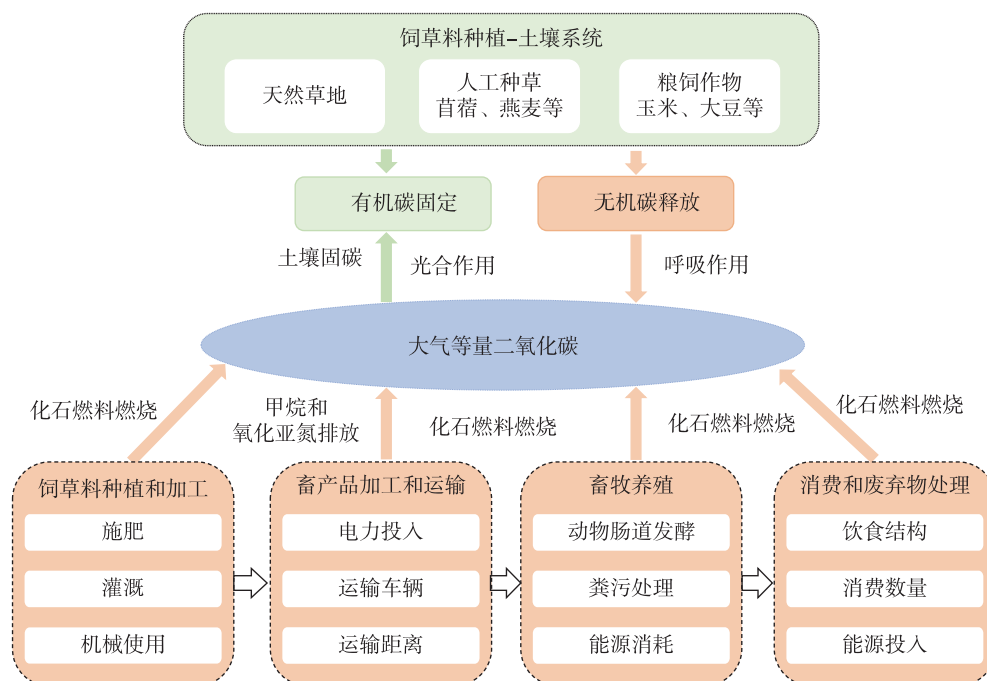 饲草料种植-土壤系统
天然草地
人工种草
苜蓿、燕麦等
粮饲作物
玉米、大豆等
有机碳固定
无机碳释放
土壤固碳
光合作用
呼吸作用
大气等量二氧化碳
化石燃料燃烧
甲烷和
氧化亚氮排放
化石燃料燃烧
化石燃料燃烧
化石燃料燃烧
饲草料种植和加工
施肥
灌溉
机械使用
畜产品加工和运输
电力投入
运输车辆
运输距离
畜牧养殖
动物肠道发酵
粪污处理
能源消耗
消费和废弃物处理
饮食结构
消费数量
能源投入